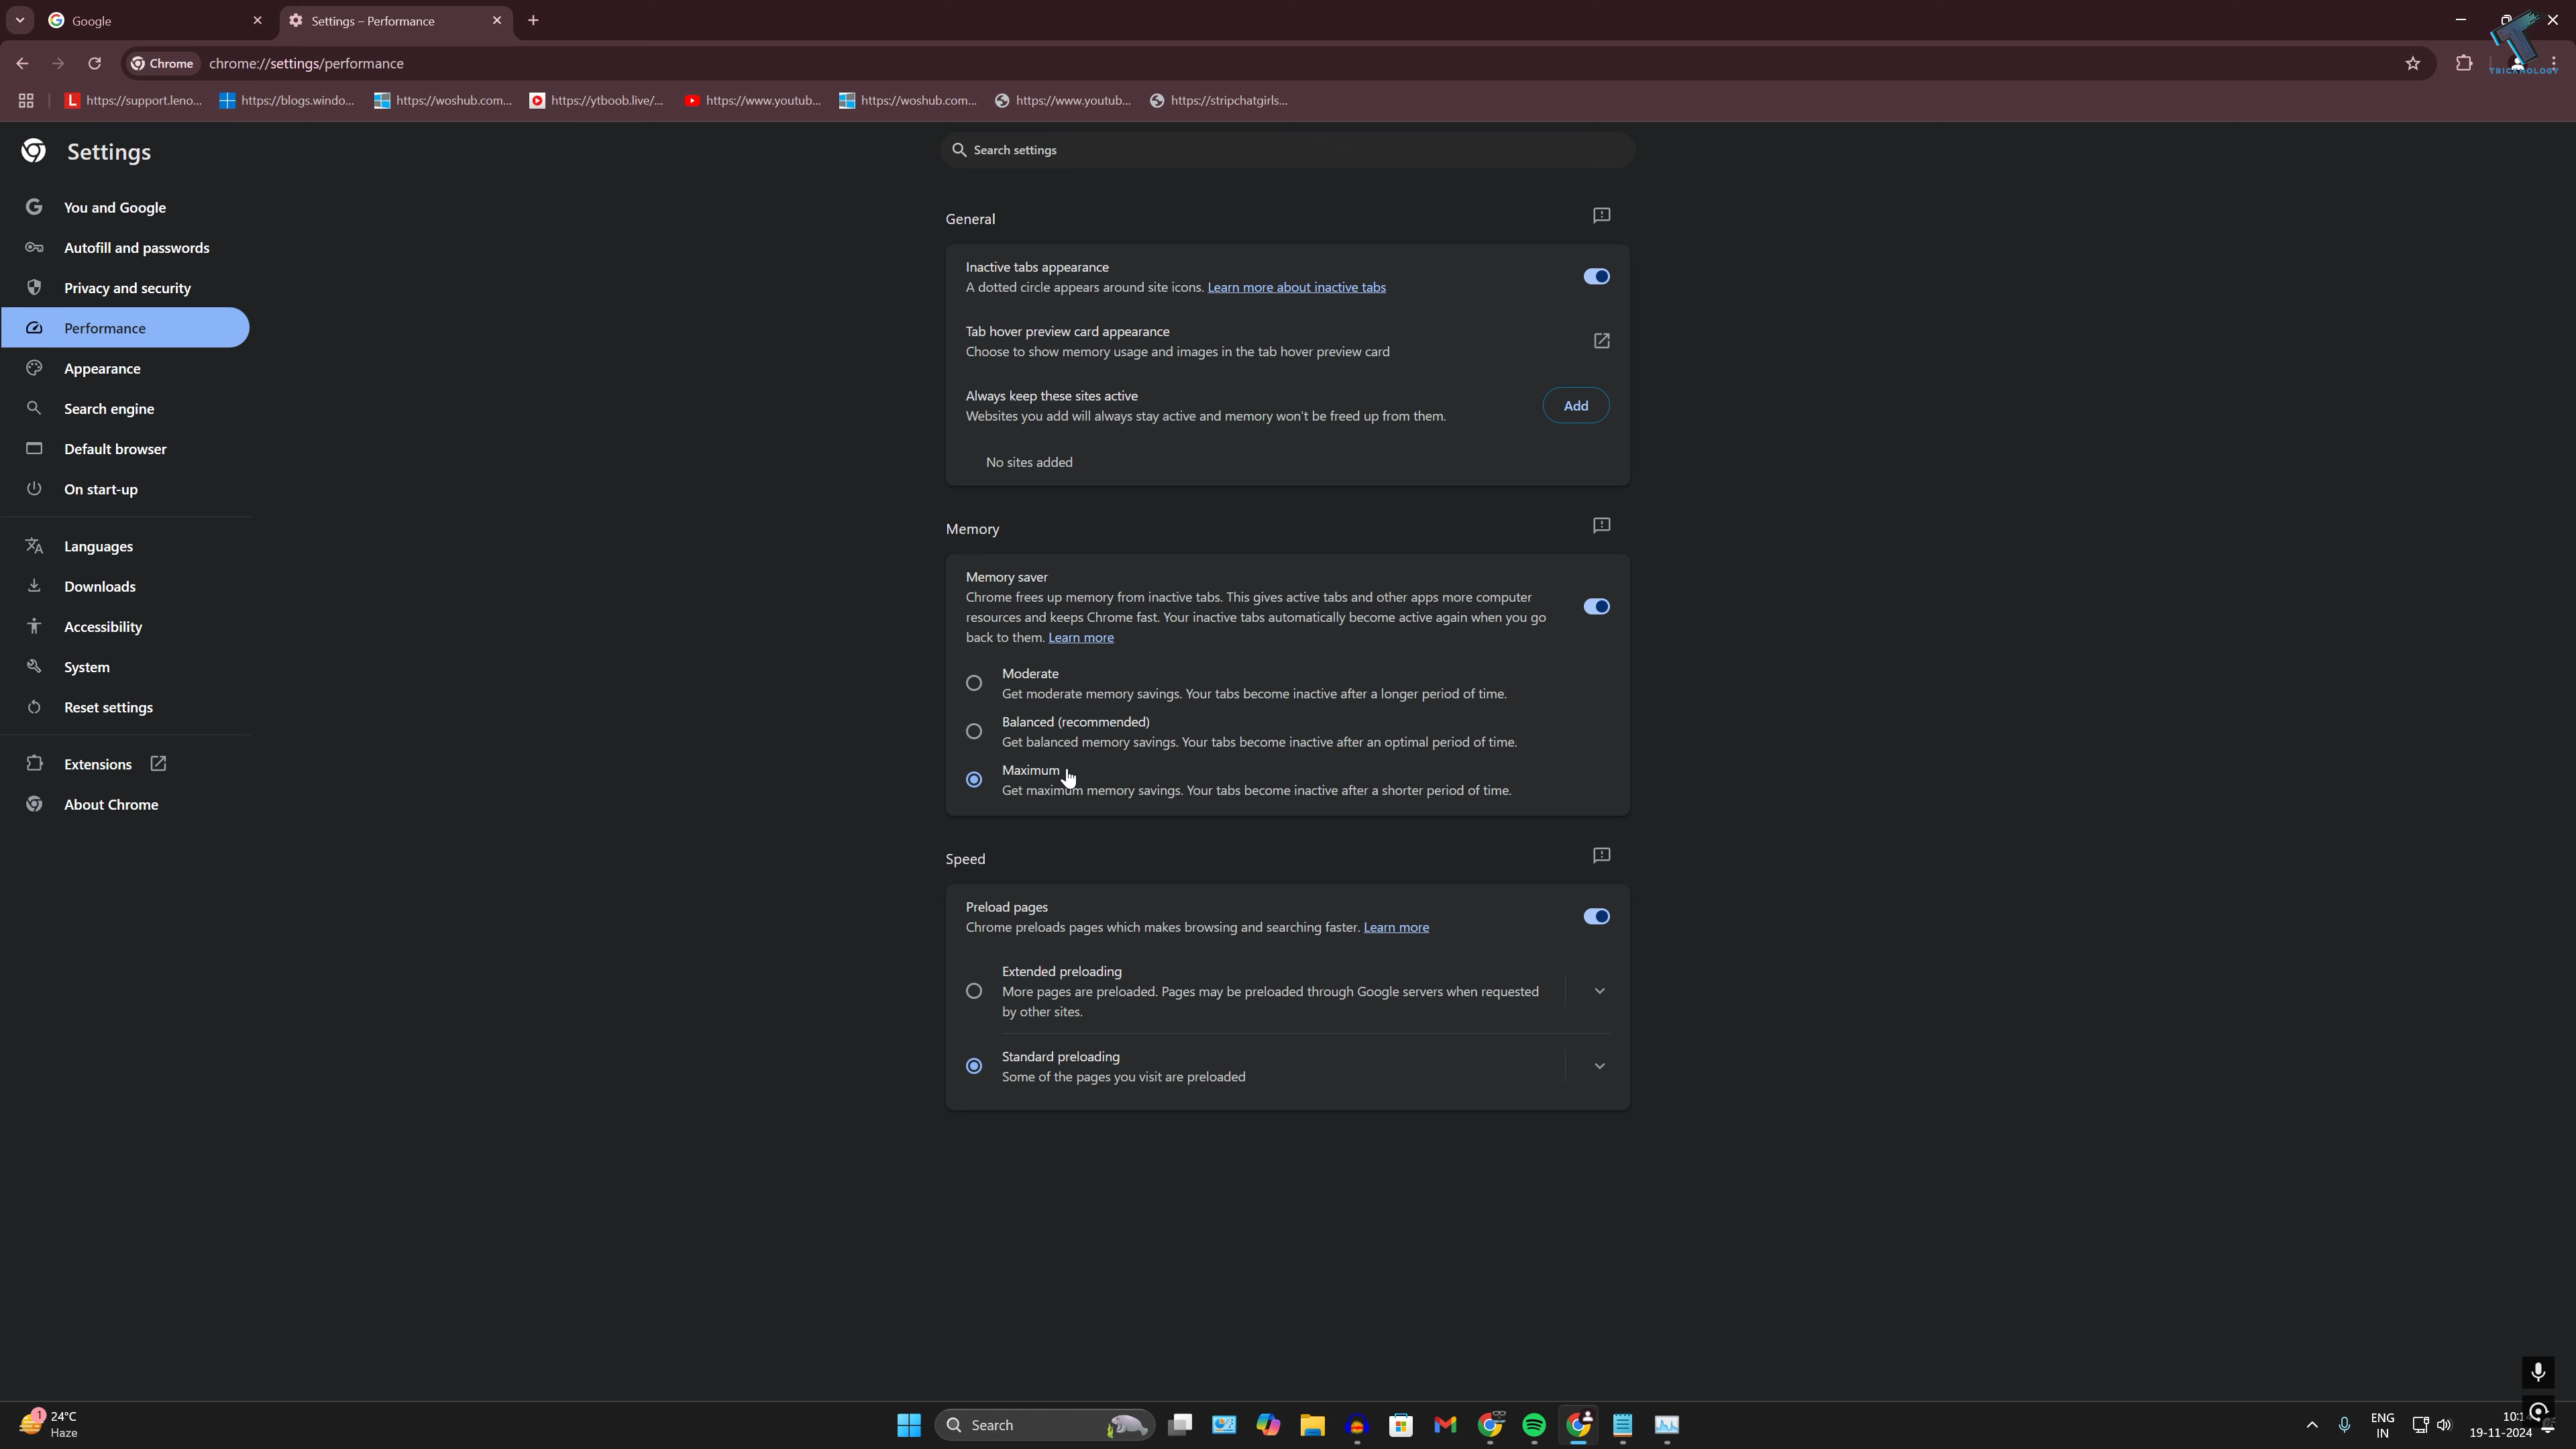 Google
Settings – Performance
Chrome
chrome://settings/performance
https://support.leno...
https://blogs.windo...
https://woshub.com...
https://ytboob.live/...
https://www.youtub...
https://woshub.com...
https://www.youtub...
https://stripchatgirls...
TRICKNOLOGY
Settings
Search settings
You and Google
Autofill and passwords
Privacy and security
Performance
Appearance
Search engine
Default browser
On start-up
Languages
Downloads
Accessibility
System
Reset settings
Extensions
About Chrome
General
Inactive tabs appearance
A dotted circle appears around site icons. Learn more about inactive tabs
Tab hover preview card appearance
Choose to show memory usage and images in the tab hover preview card
Always keep these sites active
Websites you add will always stay active and memory won't be freed up from them.
Add
No sites added
Memory
Memory saver
Chrome frees up memory from inactive tabs. This gives active tabs and other apps more computer
resources and keeps Chrome fast. Your inactive tabs automatically become active again when you go
back to them. Learn more
Moderate
Get moderate memory savings. Your tabs become inactive after a longer period of time.
Balanced (recommended)
Get balanced memory savings. Your tabs become inactive after an optimal period of time.
Maximum
Get maximum memory savings. Your tabs become inactive after a shorter period of time.
Speed
Preload pages
Chrome preloads pages which makes browsing and searching faster. Learn more
Extended preloading
More pages are preloaded. Pages may be preloaded through Google servers when requested
by other sites.
Standard preloading
Some of the pages you visit are preloaded
1
24°C
Haze
Search
ENG
IN
19-11-2024